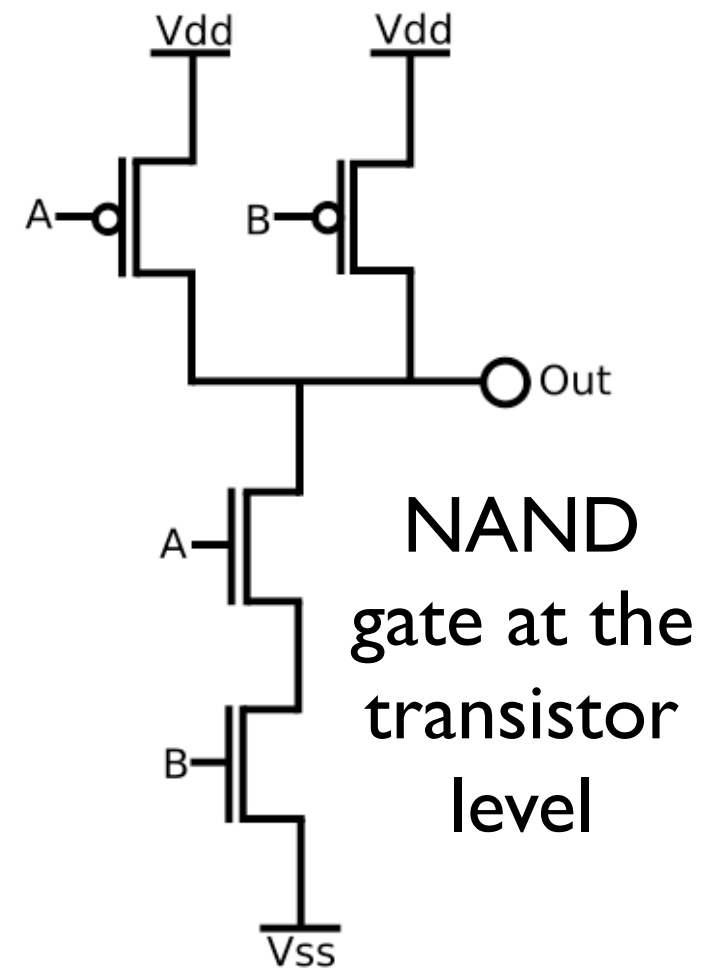 Vdd
Vdd
A
B
Out
A
NAND
gate at the
transistor
B
level
Vss